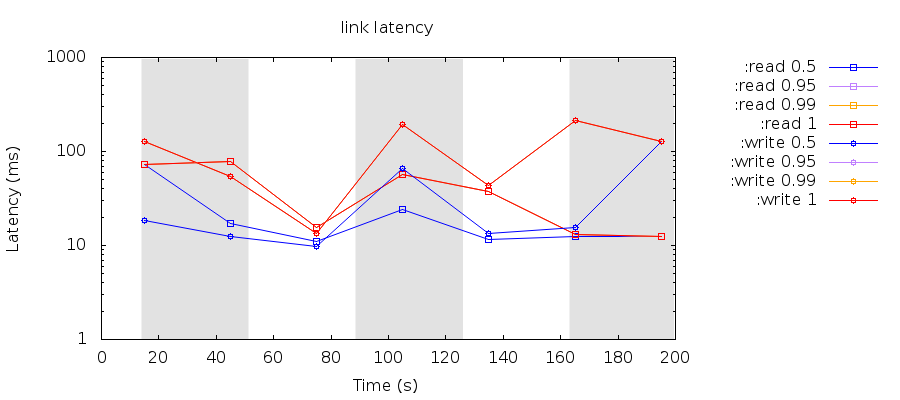 link latency
1000
100
10
1
0 20 40 60 80 100 120 140 160 180 200
Latency (ms)
Time (s)
:read 0.5
:read 0.95
:read 0.99
:read 1
:write 0.5
:write 0.95
:write 0.99
:write 1